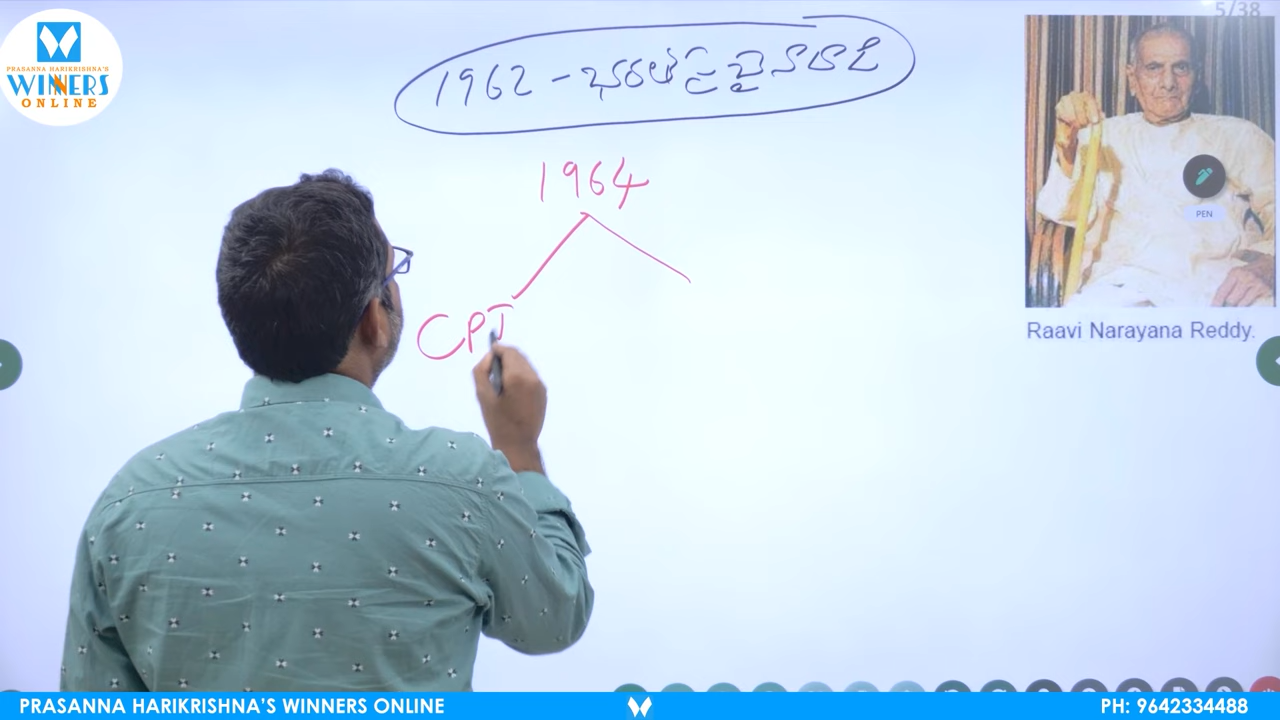 5/38
PRASANNA HARIKRISHNA'S
WINNERS
ONLINE
1962 - భారత్ పై చైనా దాడి
1964
CPI
PEN
Raavi Narayana Reddy.
PRASANNA HARIKRISHNA'S WINNERS ONLINE
PH: 9642334488